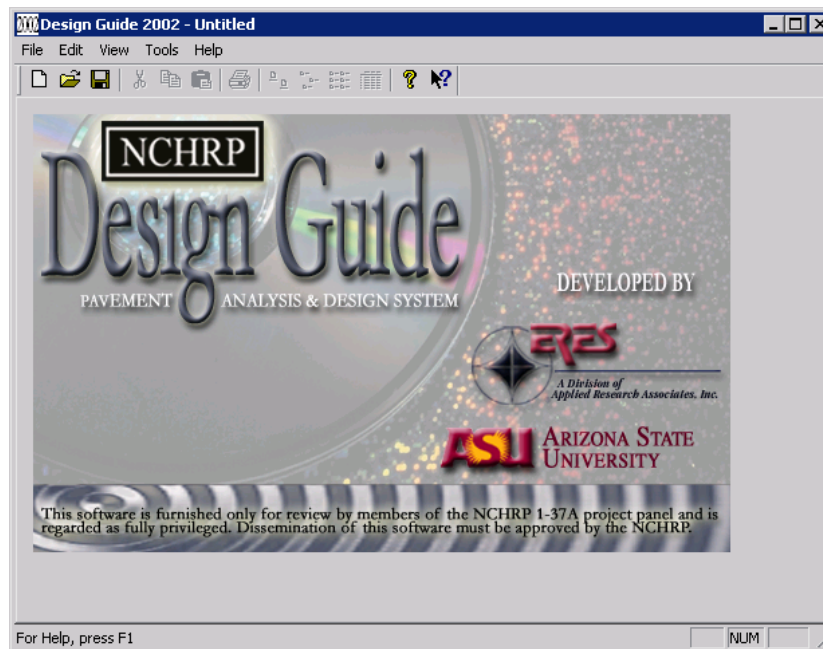 Design Guide 2002 - Untitled
File Edit View Tools Help
NCHRP
Design Guide
PAVEMENT ANALYSIS & DESIGN SYSTEM
DEVELOPED BY
ERES
A Division of
Applied Research Associates, Inc.
ASU ARIZONA STATE
UNIVERSITY
This software is furnished only for review by members of the NCHRP 1-37A project panel and is
regarded as fully privileged. Dissemination of this software must be approved by the NCHRP.
For Help, press F1 NUM